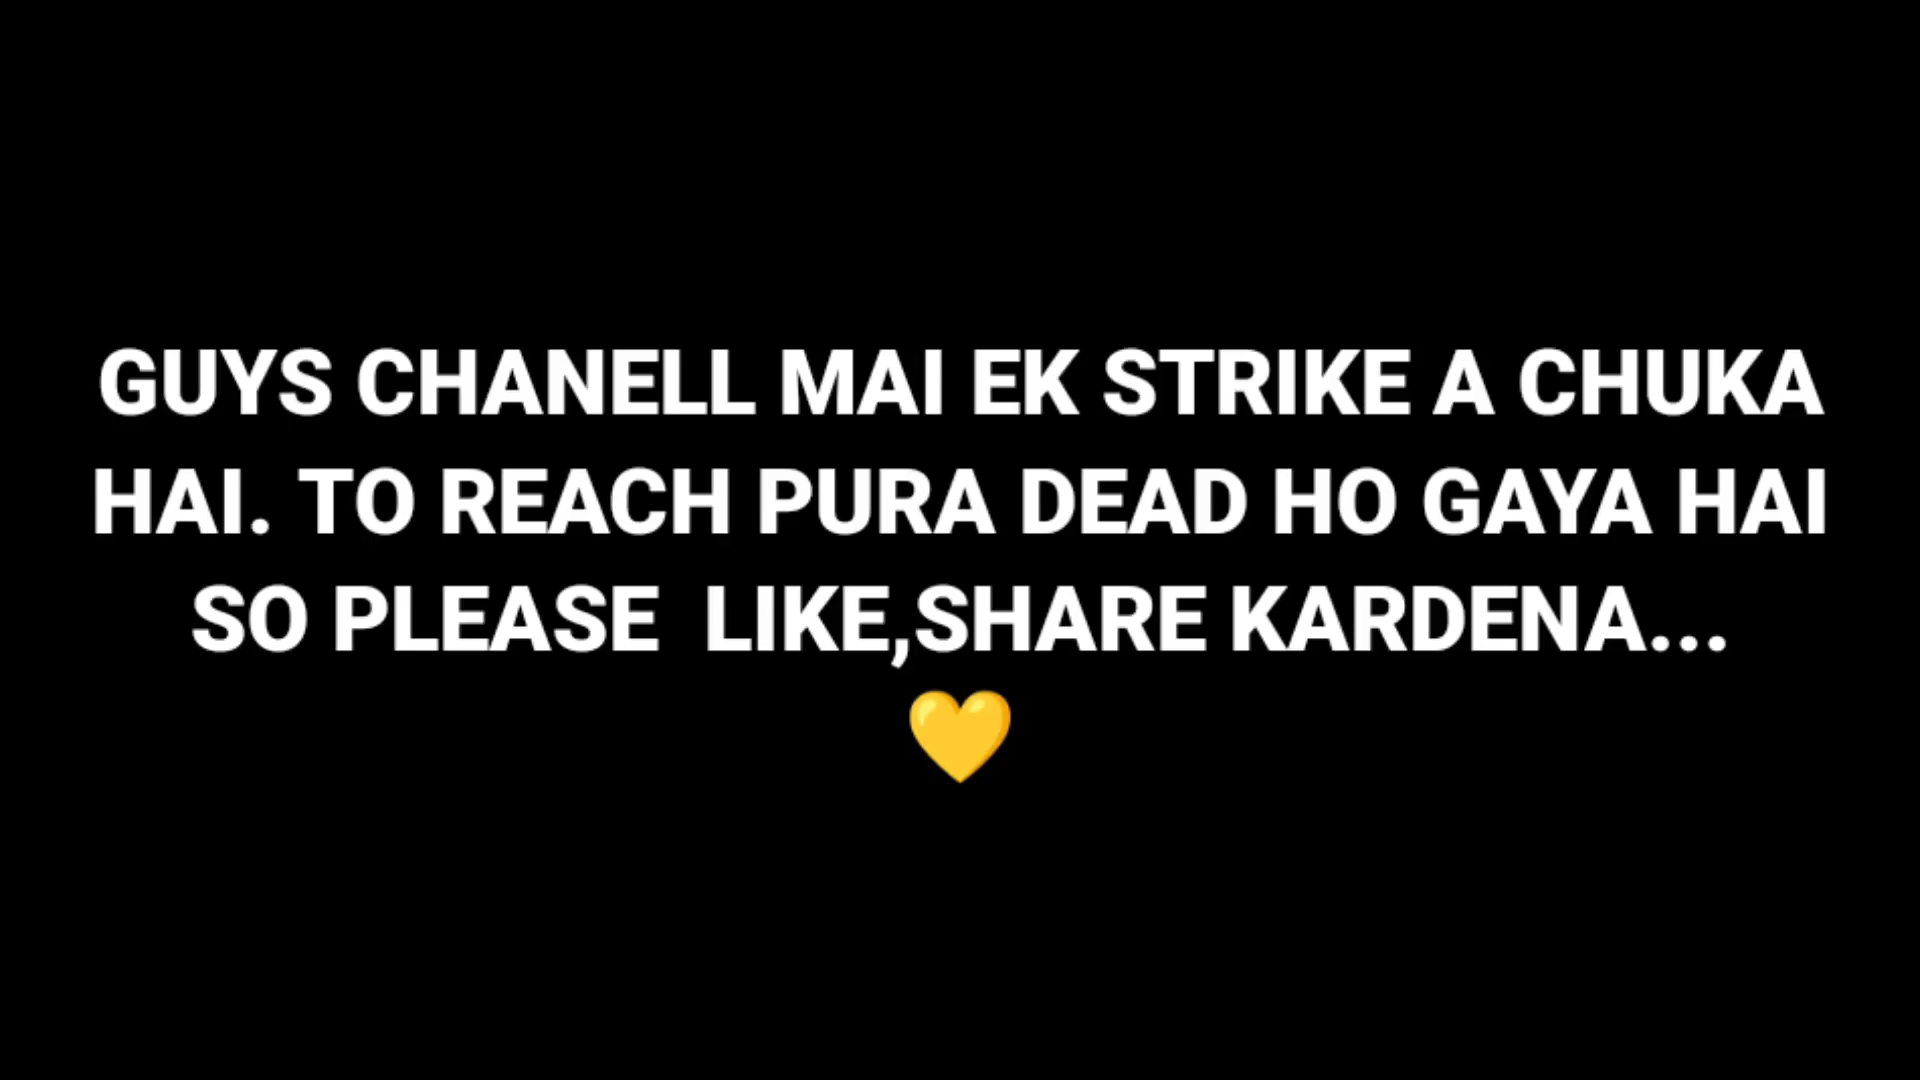 GUYS CHANELL MAI EK STRIKE A CHUKA
HAI. TO REACH PURA DEAD HO GAYA HAI
SO PLEASE  LIKE,SHARE KARDENA...
💛